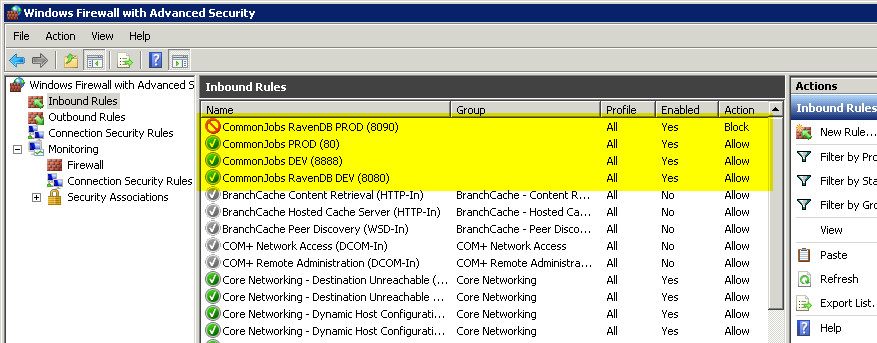 Windows Firewall with Advanced Security
File Action View Help
Windows Firewall with Advanced S
Inbound Rules
Outbound Rules
Connection Security Rules
Monitoring
Firewall
Connection Security Rules
Security Associations
Inbound Rules
Name Group Profile Enabled Action
CommonJobs RavenDB PROD (8090) All Yes Block
CommonJobs PROD (80) All Yes Allow
CommonJobs DEV (8888) All Yes Allow
CommonJobs RavenDB DEV (8080) All Yes Allow
BranchCache Content Retrieval (HTTP-In) BranchCache - Content R... All No Allow
BranchCache Hosted Cache Server (HTTP-In) BranchCache - Hosted Ca... All No Allow
BranchCache Peer Discovery (WSD-In) BranchCache - Peer Disco... All No Allow
COM+ Network Access (DCOM-In) COM+ Network Access All No Allow
COM+ Remote Administration (DCOM-In) COM+ Remote Administra... All No Allow
Core Networking - Destination Unreachable (... Core Networking All Yes Allow
Core Networking - Destination Unreachable ... Core Networking All Yes Allow
Core Networking - Dynamic Host Configurati... Core Networking All Yes Allow
Core Networking - Dynamic Host Configurati... Core Networking All Yes Allow
Actions
Inbound Rules
New Rule...
Filter by Pro
Filter by Sta
Filter by Gro
View
Paste
Refresh
Export List.
Help